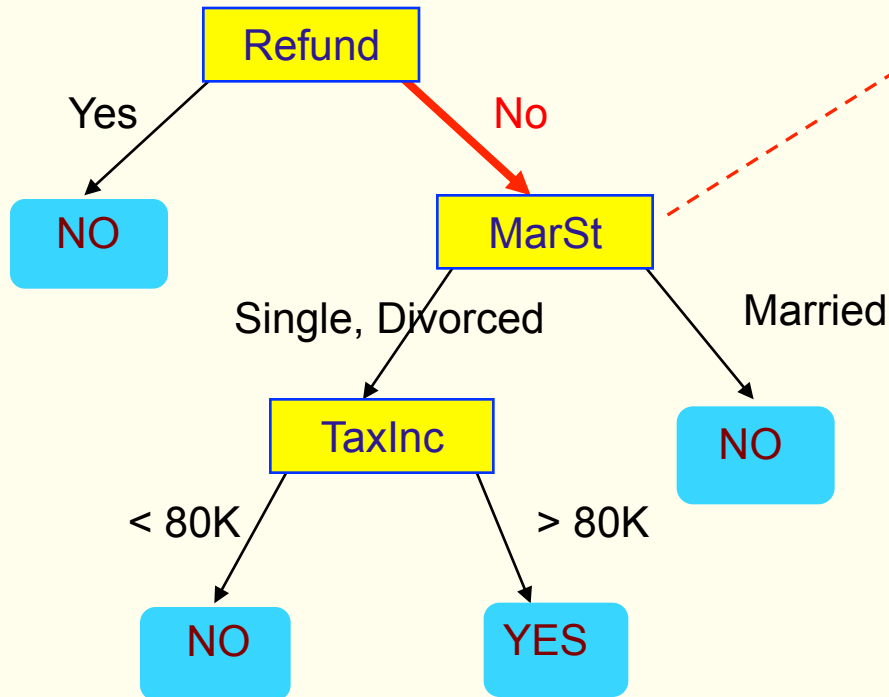 Refund
Yes
No
NO
MarSt
Single, Divorced
Married
TaxInc
NO
< 80K
> 80K
NO
YES